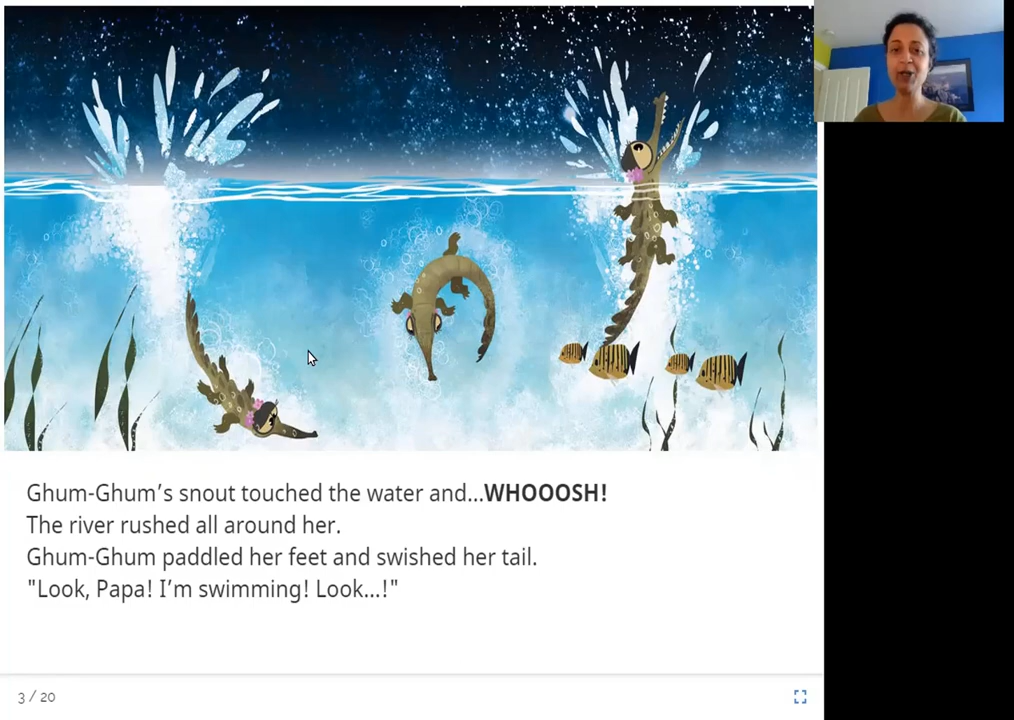 Ghum-Ghum’s snout touched the water and...WHOOOSH!
The river rushed all around her.
Ghum-Ghum paddled her feet and swished her tail.
"Look, Papa! I’m swimming! Look...!"
3 / 20